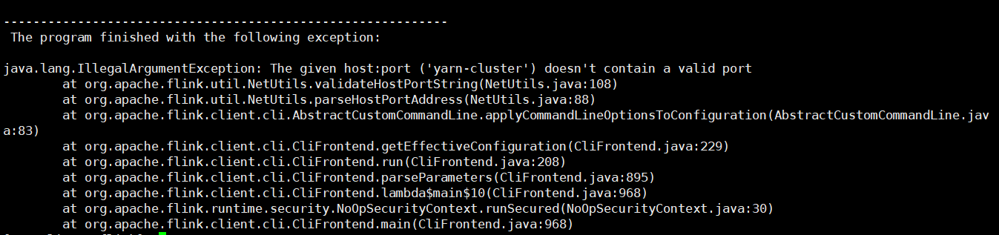 ------------------------------------------------------------
 The program finished with the following exception:

java.lang.IllegalArgumentException: The given host:port ('yarn-cluster') doesn't contain a valid port
        at org.apache.flink.util.NetUtils.validateHostPortString(NetUtils.java:108)
        at org.apache.flink.util.NetUtils.parseHostPortAddress(NetUtils.java:88)
        at org.apache.flink.client.cli.AbstractCustomCommandLine.applyCommandLineOptionsToConfiguration(AbstractCustomCommandLine.jav
a:83)
        at org.apache.flink.client.cli.CliFrontend.getEffectiveConfiguration(CliFrontend.java:229)
        at org.apache.flink.client.cli.CliFrontend.run(CliFrontend.java:208)
        at org.apache.flink.client.cli.CliFrontend.parseParameters(CliFrontend.java:895)
        at org.apache.flink.client.cli.CliFrontend.lambda$main$10(CliFrontend.java:968)
        at org.apache.flink.runtime.security.NoOpSecurityContext.runSecured(NoOpSecurityContext.java:30)
        at org.apache.flink.client.cli.CliFrontend.main(CliFrontend.java:968)